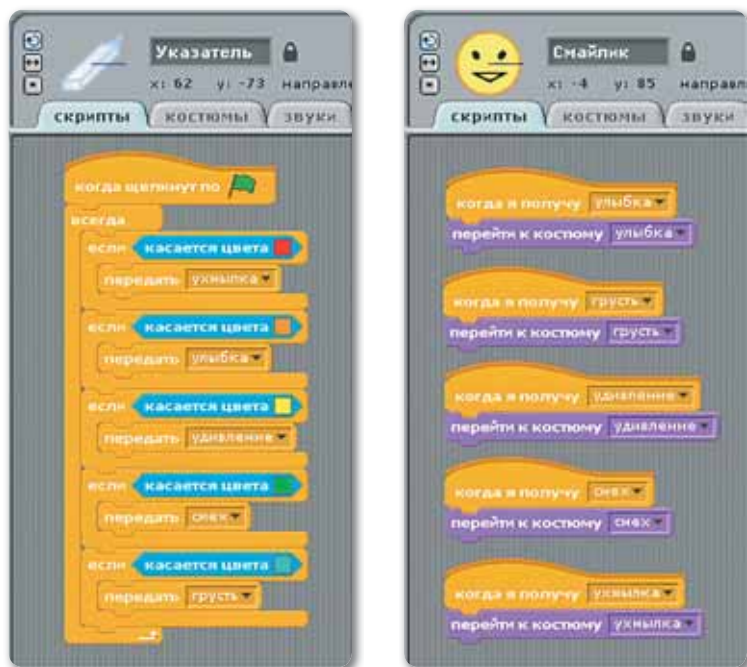 Указатель
x: 62 y: -73 направле
скрипты костюмы звуки
когда щелкнут по
всегда
если касается цвета
передать ухмылка
если касается цвета
передать улыбка
если касается цвета
передать удивление
если касается цвета
передать смех
если касается цвета
передать грусть
Смайлик
x: -4 y: 85 направл
скрипты костюмы звуки
когда я получу улыбка
перейти к костюму улыбка
когда я получу грусть
перейти к костюму грусть
когда я получу удивление
перейти к костюму удивление
когда я получу смех
перейти к костюму смех
когда я получу ухмылка
перейти к костюму ухмылка